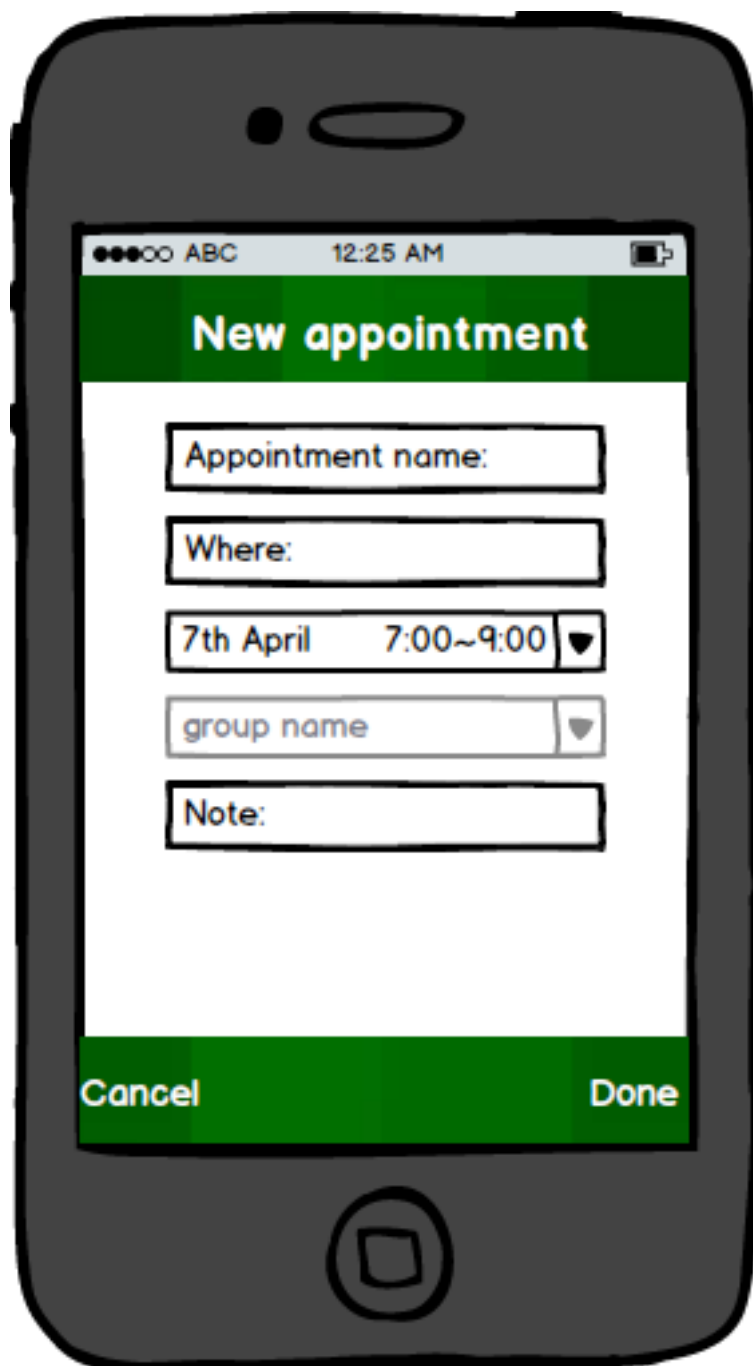 ABC 12:25 AM
New appointment
Appointment name:
Where:
7th April 7:00~9:00
group name
Note:
Cancel Done